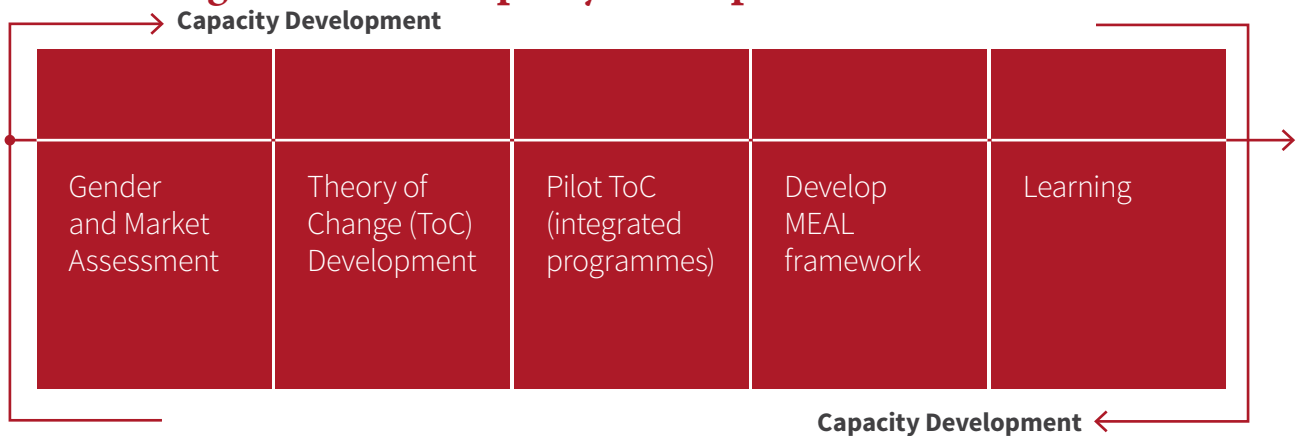 Capacity Development
Gender
and Market
Assessment
Theory of
Change (ToC)
Development
Pilot ToC
(integrated
programmes)
Develop
MEAL
framework
Learning
Capacity Development